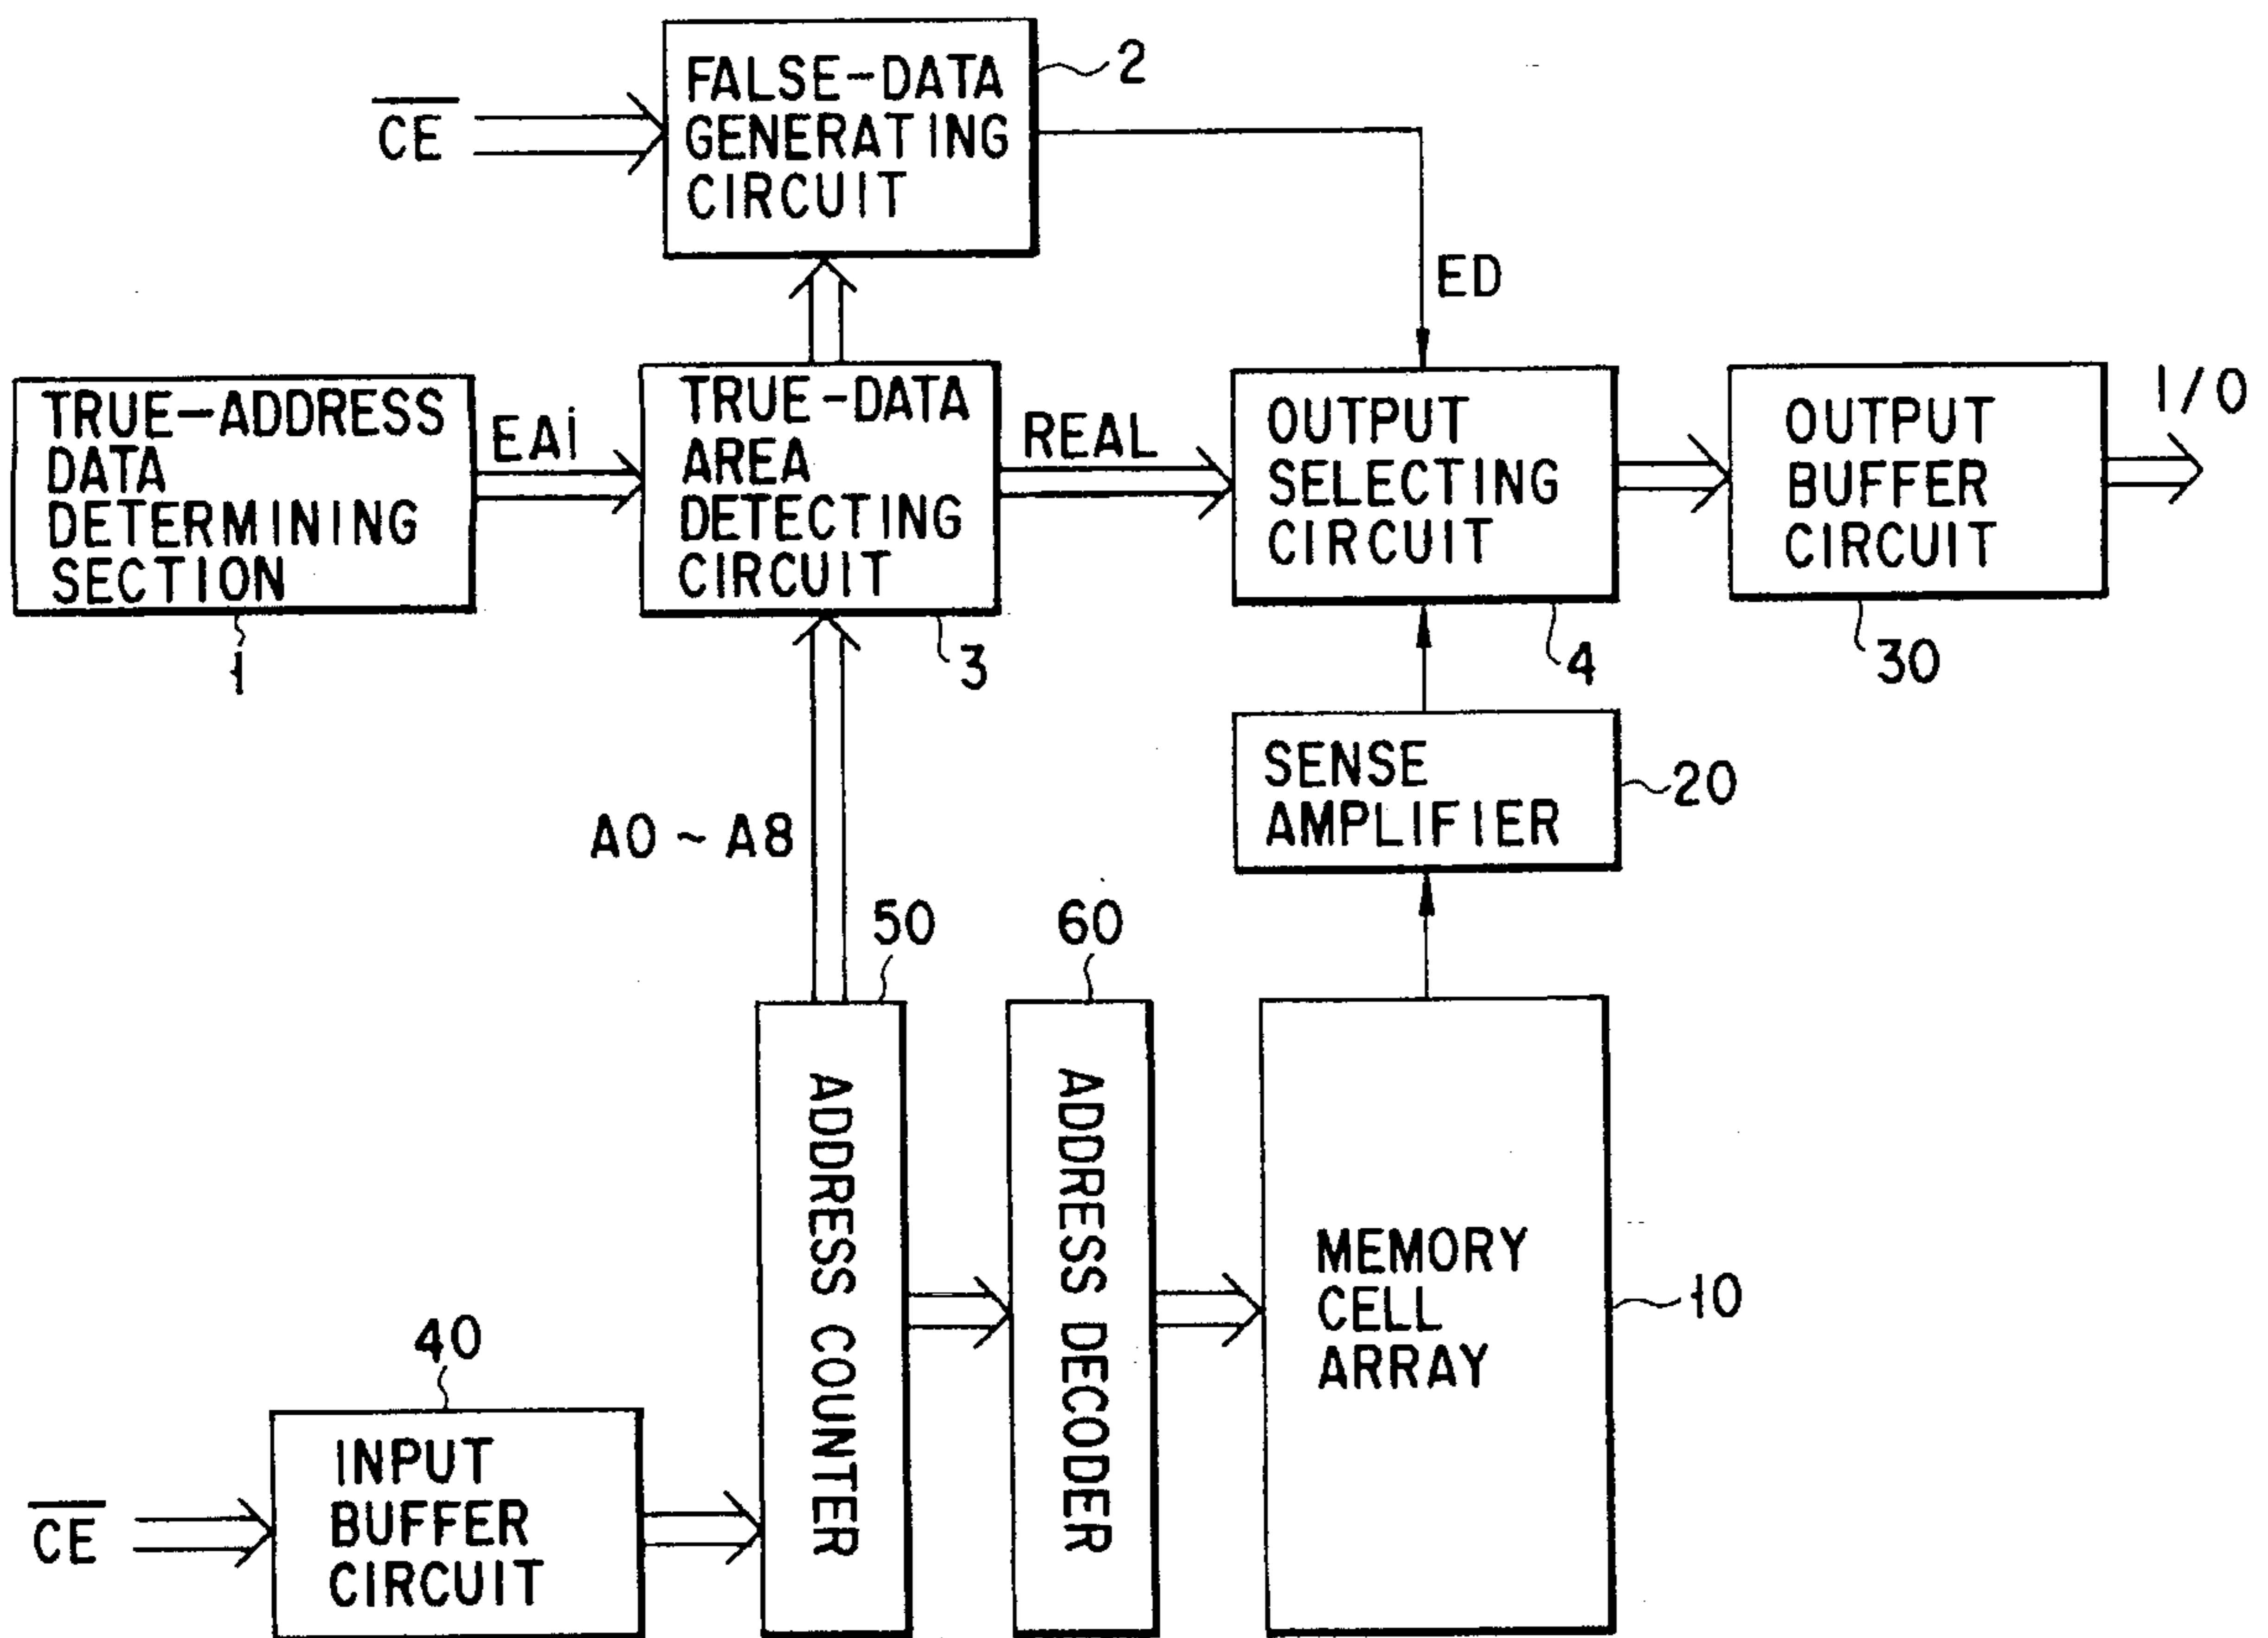 FALSE-DATA
GENERATING
CIRCUIT
2
CE
ED
TRUE-ADDRESS
DATA
DETERMINING
SECTION
1
EAi
TRUE-DATA
AREA
DETECTING
CIRCUIT
3
REAL
OUTPUT
SELECTING
CIRCUIT
4
OUTPUT
BUFFER
CIRCUIT
30
I/O
SENSE
AMPLIFIER
20
A0 ~ A8
50
60
ADDRESS COUNTER
ADDRESS DECODER
MEMORY
CELL
ARRAY
10
40
INPUT
BUFFER
CIRCUIT
CE